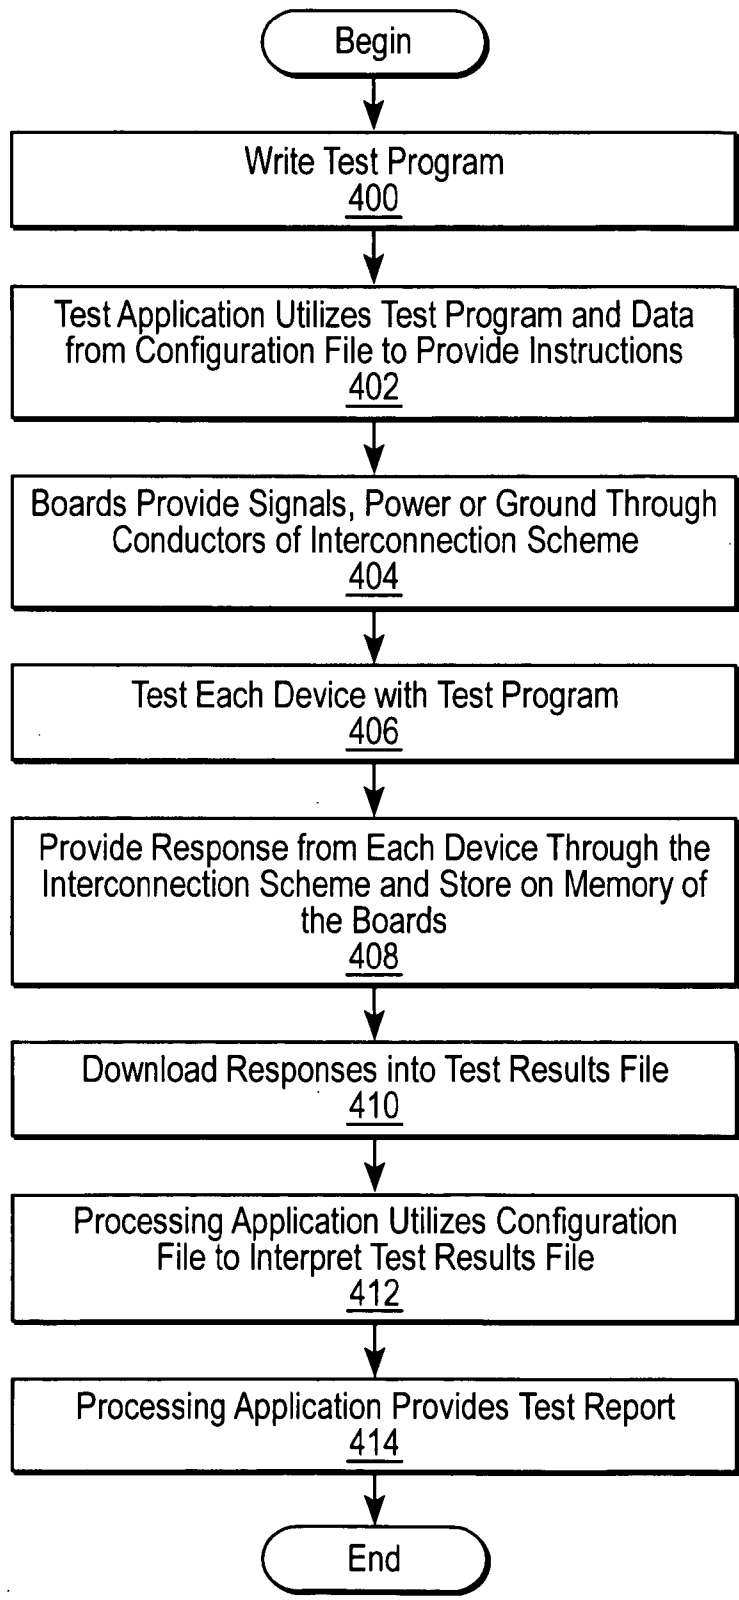 Begin
Write Test Program
400
Test Application Utilizes Test Program and Data
from Configuration File to Provide Instructions
402
Boards Provide Signals, Power or Ground Through
Conductors of Interconnection Scheme
404
Test Each Device with Test Program
406
Provide Response from Each Device Through the
Interconnection Scheme and Store on Memory of
the Boards
408
Download Responses into Test Results File
410
Processing Application Utilizes Configuration
File to Interpret Test Results File
412
Processing Application Provides Test Report
414
End